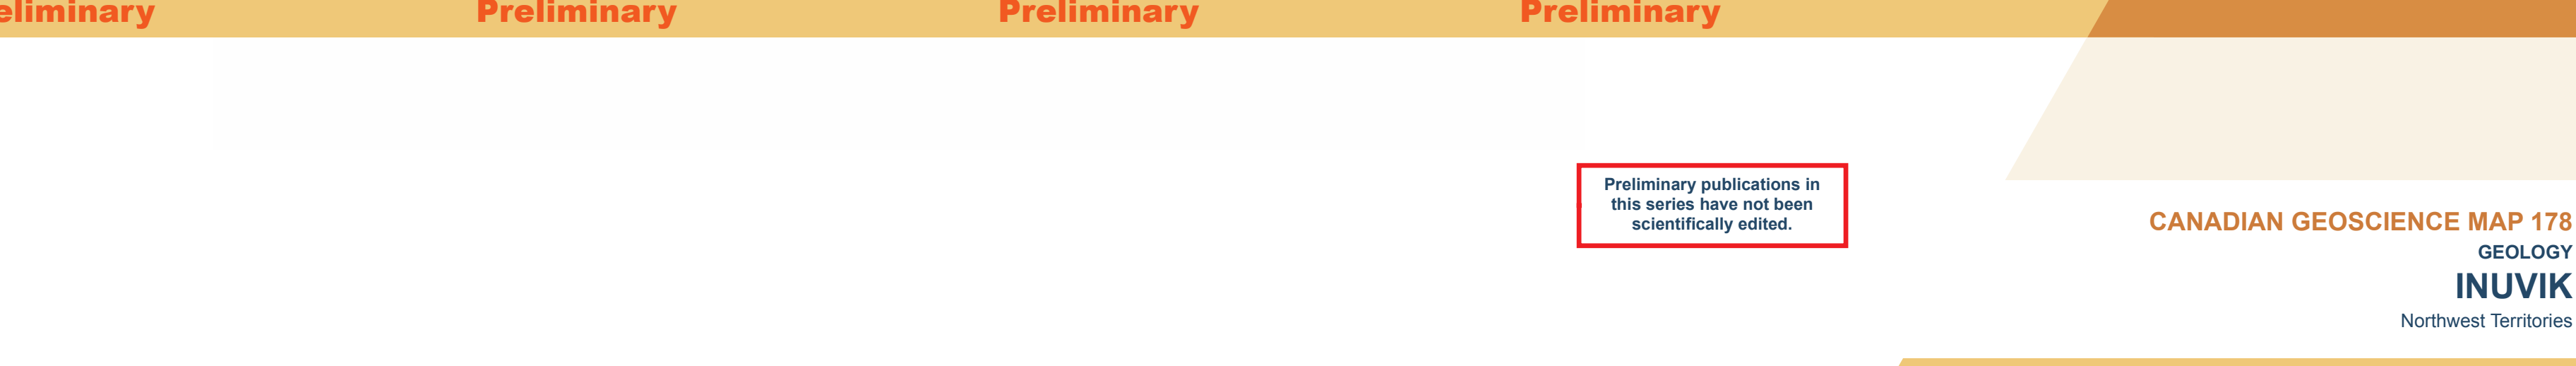 eliminary Preliminary Preliminary Preliminary
Preliminary publications in
this series have not been
scientifically edited.
CANADIAN GEOSCIENCE MAP 178
GEOLOGY
INUVIK
Northwest Territories